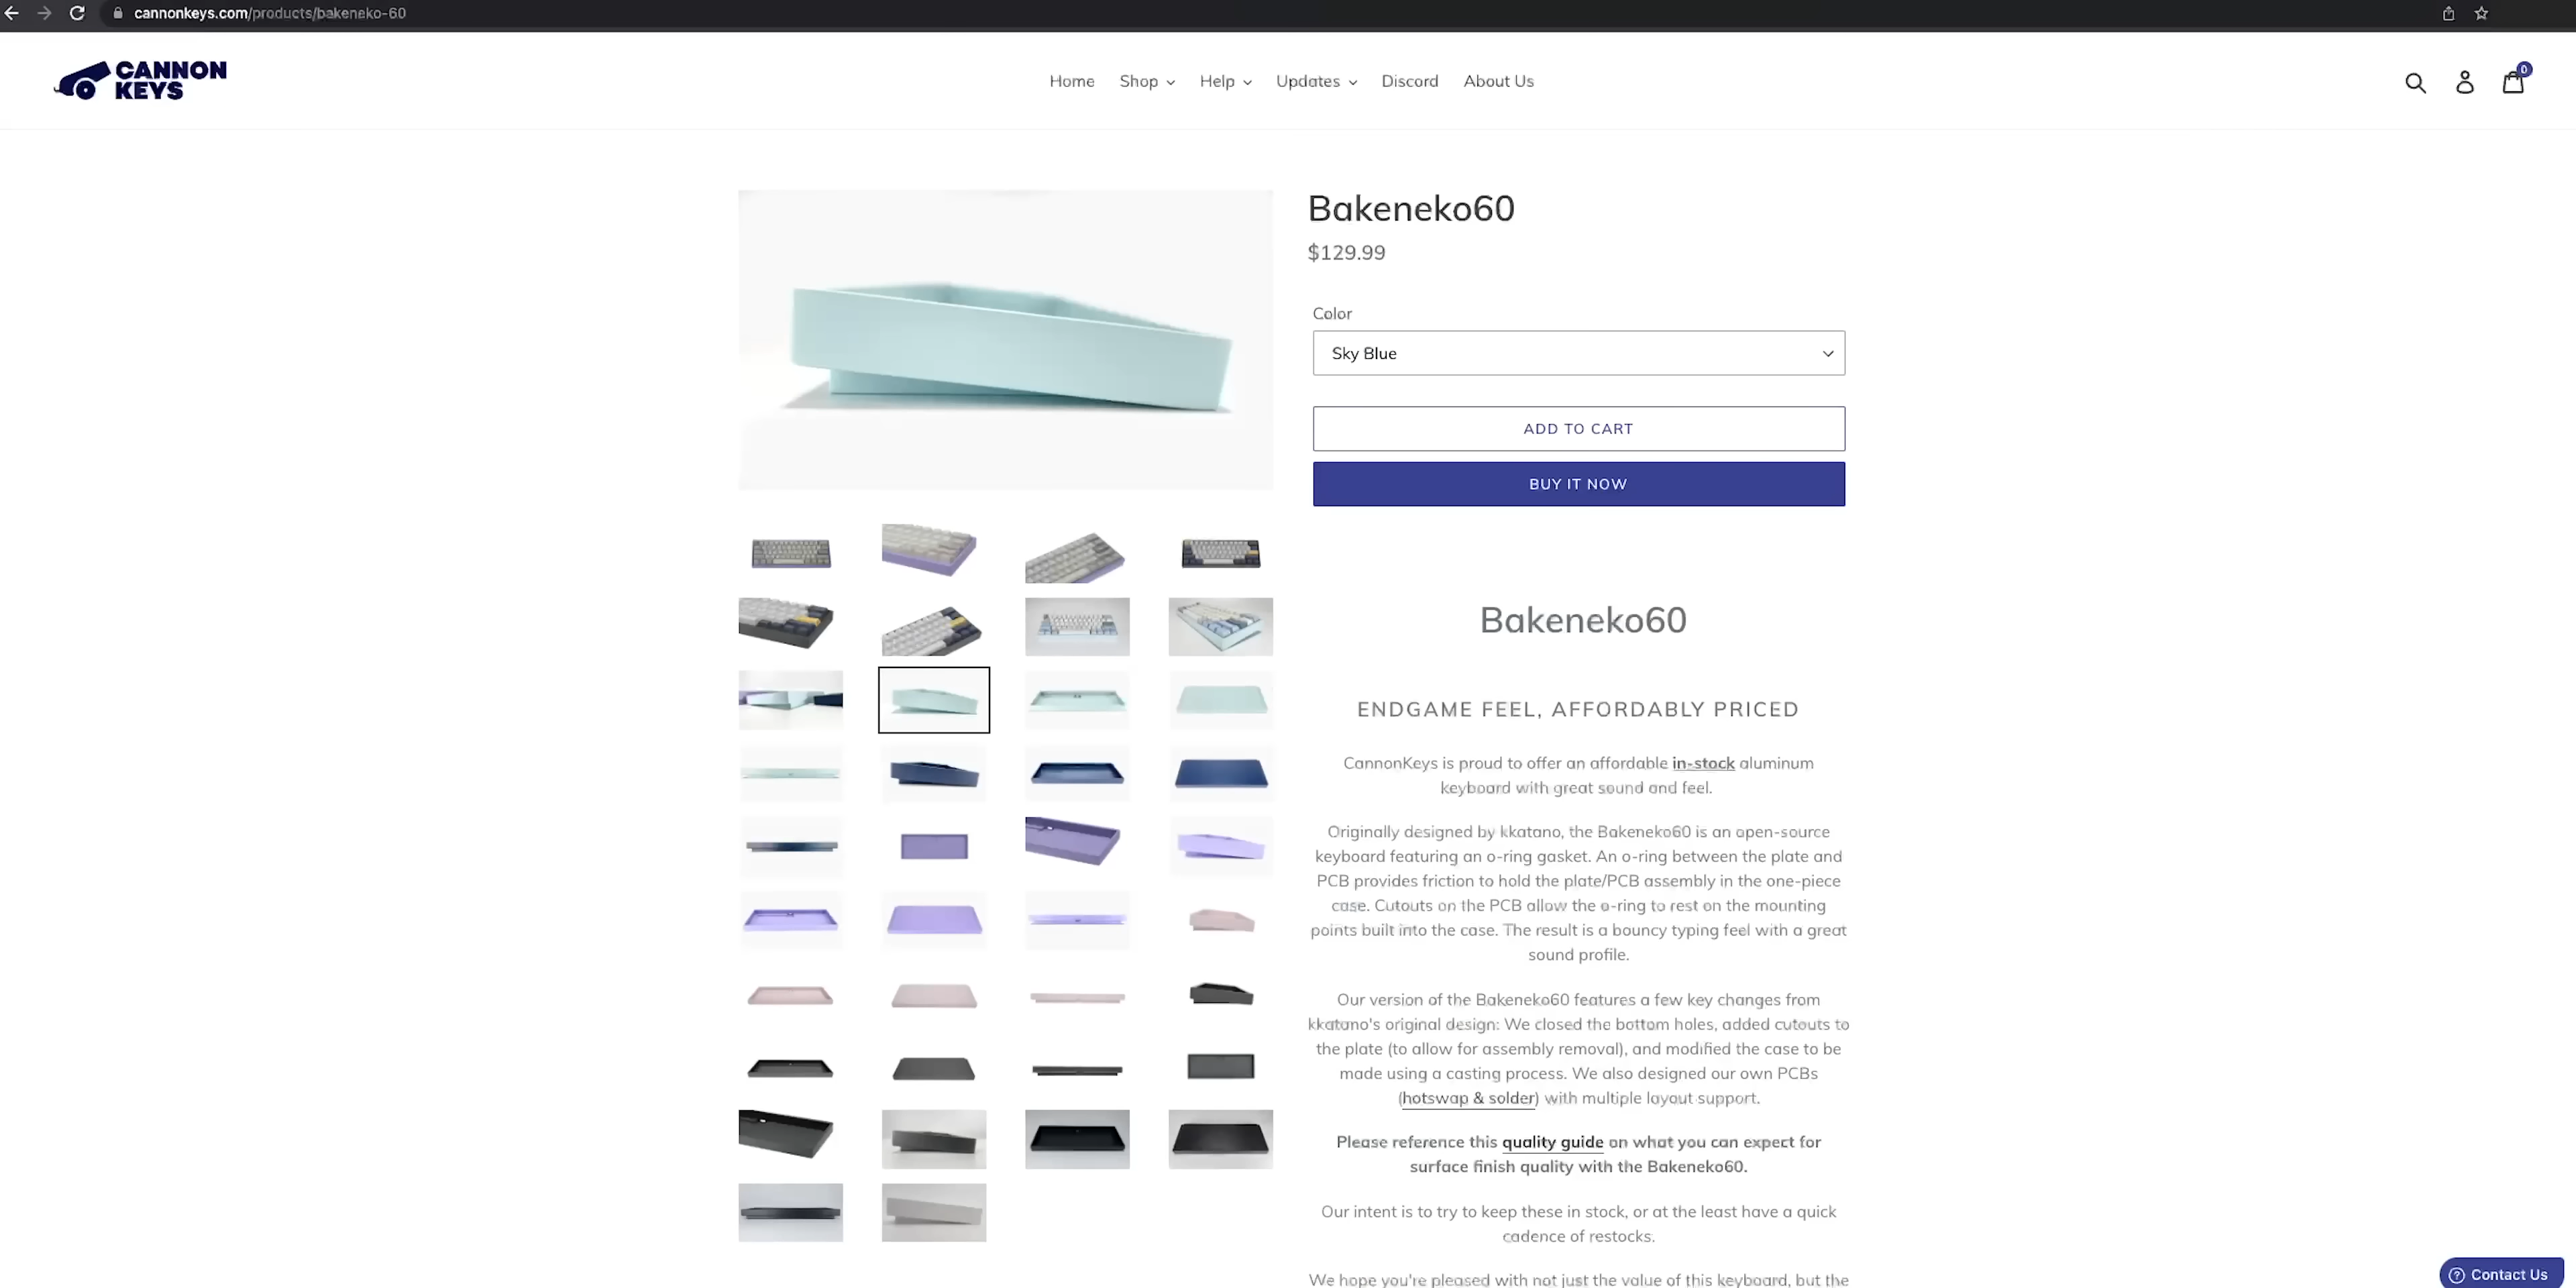 cannonkeys.com/products/bakeneko-60
CANNON
KEYS
Home Shop Help Updates Discord About Us
0
Bakeneko60
$129.99
Color
Sky Blue
ADD TO CART
BUY IT NOW
Bakeneko60
ENDGAME FEEL, AFFORDABLY PRICED
CannonKeys is proud to offer an affordable in-stock aluminum
keyboard with great sound and feel.
Originally designed by kkatano, the Bakeneko60 is an open-source
keyboard featuring an o-ring gasket. An o-ring between the plate and
PCB provides friction to hold the plate/PCB assembly in the one-piece
case. Cutouts on the PCB allow the o-ring to rest on the mounting
points built into the case. The result is a bouncy typing feel with a great
sound profile.
Our version of the Bakeneko60 features a few key changes from
kkatano's original design: We closed the bottom holes, added cutouts to
the plate (to allow for assembly removal), and modified the case to be
made using a casting process. We also designed our own PCBs
(hotswap & solder) with multiple layout support.
Please reference this quality guide on what you can expect for
surface finish quality with the Bakeneko60.
Our intent is to try to keep these in stock, or at the least have a quick
cadence of restocks.
We hope you're pleased with not just the value of this keyboard, but the
Contact Us